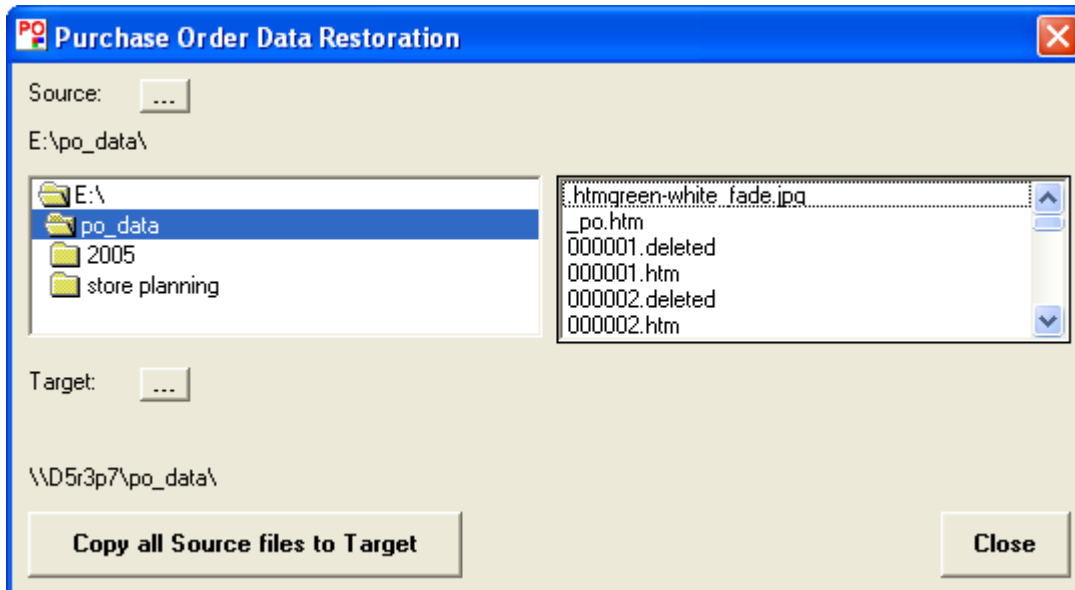 PO Purchase Order Data Restoration
Source: ...
E:\po_data\
E:\
po_data
2005
store planning
.htmgreen-white_fade.jpg
_po.htm
000001.deleted
000001.htm
000002.deleted
000002.htm
Target: ...
\\D5r3p7\po_data\
Copy all Source files to Target
Close